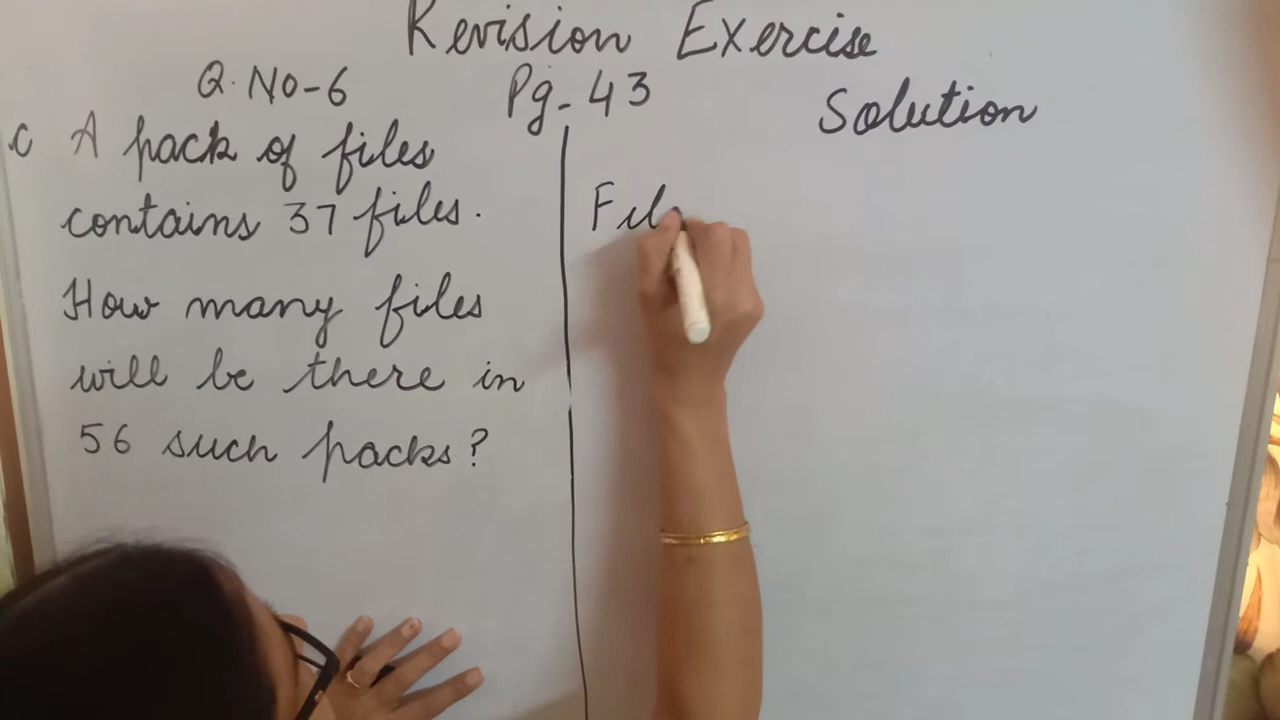 Revision Exercise
Q. No-6
Pg-43
c A pack of files
contains 37 files.
How many files
will be there in
56 such packs?
Solution
Fil